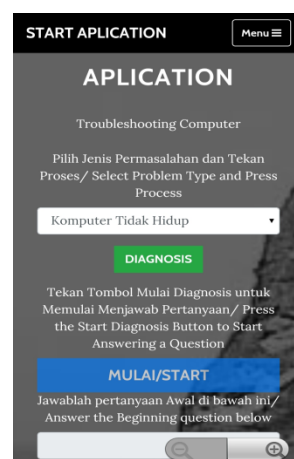 START APLICATION
Menu ≡
APLICATION
Troubleshooting Computer
Pilih Jenis Permasalahan dan Tekan
Proses/ Select Problem Type and Press
Process
Komputer Tidak Hidup
DIAGNOSIS
Tekan Tombol Mulai Diagnosis untuk
Memulai Menjawab Pertanyaan/ Press
the Start Diagnosis Button to Start
Answering a Question
MULAI/START
Jawablah pertanyaan Awal di bawah ini/
Answer the Beginning question below